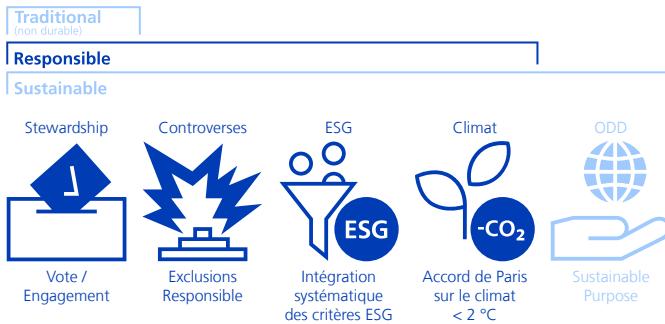 Traditional
(non durable)
Responsible
Sustainable
Stewardship
Controverses
ESG
Climat
ODD
ESG
-CO₂
Vote /
Engagement
Exclusions
Responsible
Intégration
systématique
des critères ESG
Accord de Paris
sur le climat
< 2 °C
Sustainable
Purpose